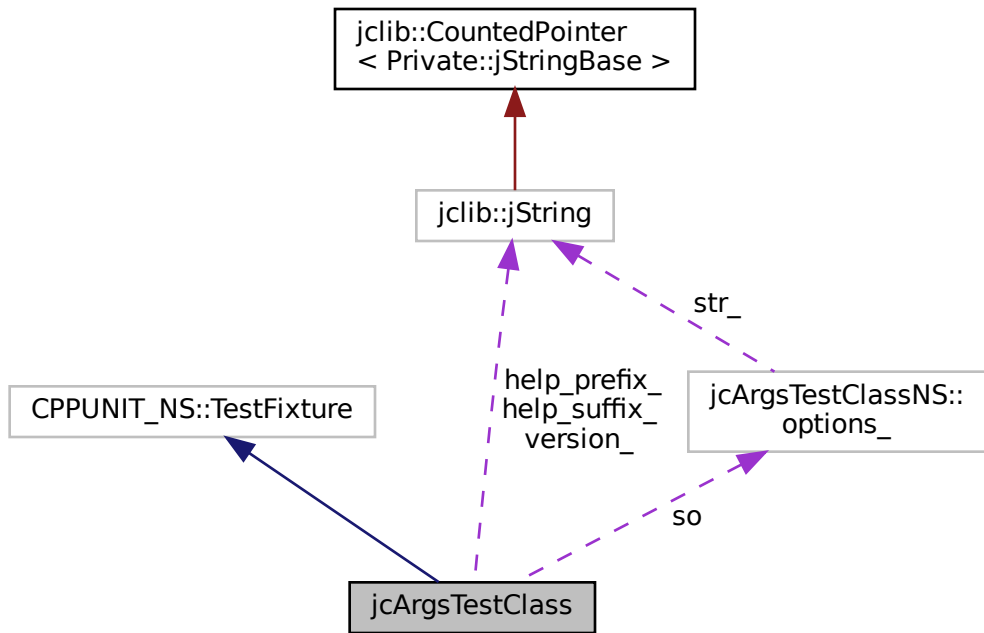 jclib::CountedPointer
< Private::jStringBase >
jclib::jString
str_
help_prefix_
help_suffix_
version_
CPPUNIT_NS::TestFixture
jcArgsTestClassNS::
options_
so
jcArgsTestClass